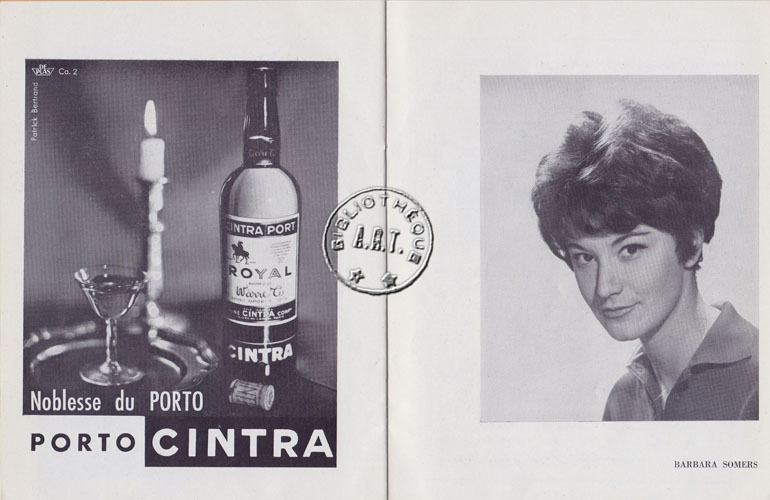 DE PLAS
Ca. 2
Patrick Bertrand
CINTRA PORT
ROYAL
Warre & Co
CINTRA CORP.
CINTRA
Noblesse du PORTO
PORTO CINTRA
BIBLIOTHÈQUE
A.R.T.
BARBARA SOMERS